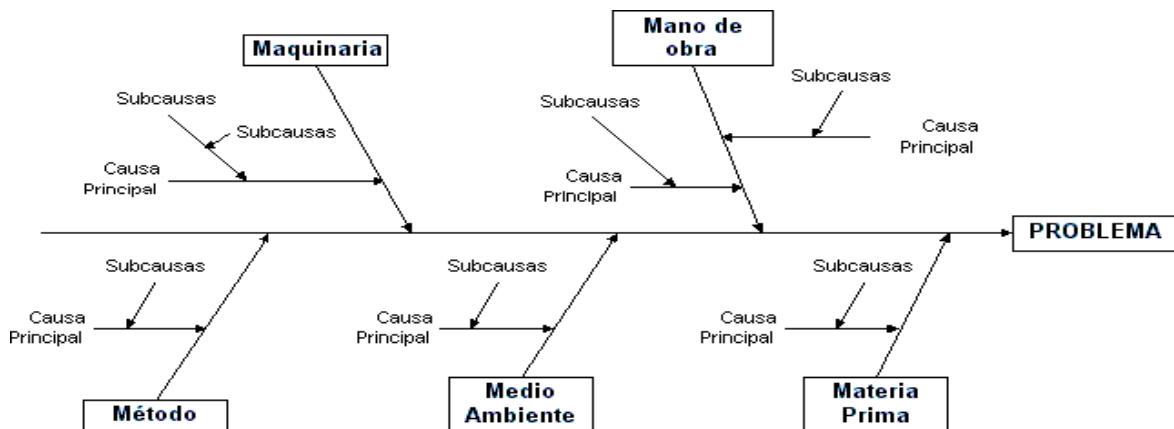 Maquinaria
Mano de
obra
Subcausas
Subcausas
Causa
Principal
Subcausas
Causa
Principal
Subcausas
Causa
Principal
PROBLEMA
Subcausas
Causa
Principal
Método
Subcausas
Causa
Principal
Medio
Ambiente
Subcausas
Causa
Principal
Materia
Prima